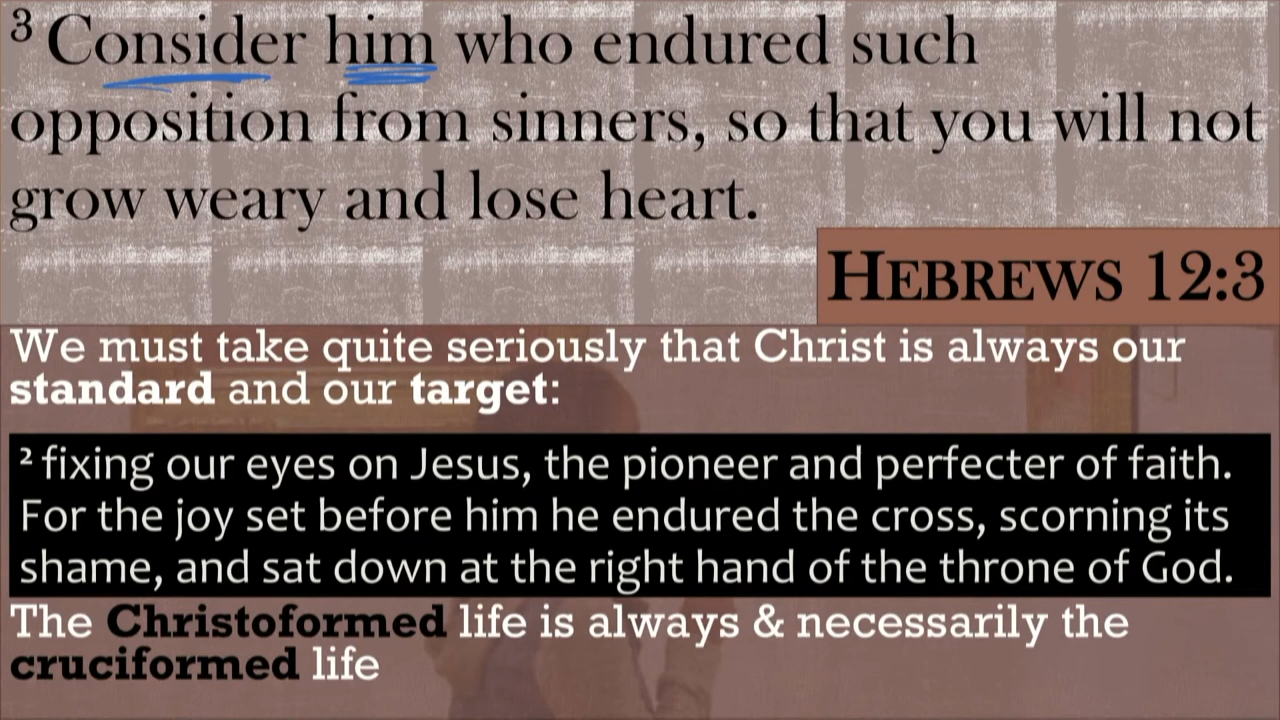 ³ Consider him who endured such
opposition from sinners, so that you will not
grow weary and lose heart.
HEBREWS 12:3
We must take quite seriously that Christ is always our
standard and our target:
² fixing our eyes on Jesus, the pioneer and perfecter of faith.
For the joy set before him he endured the cross, scorning its
shame, and sat down at the right hand of the throne of God.
The Christoformed life is always & necessarily the
cruciformed life